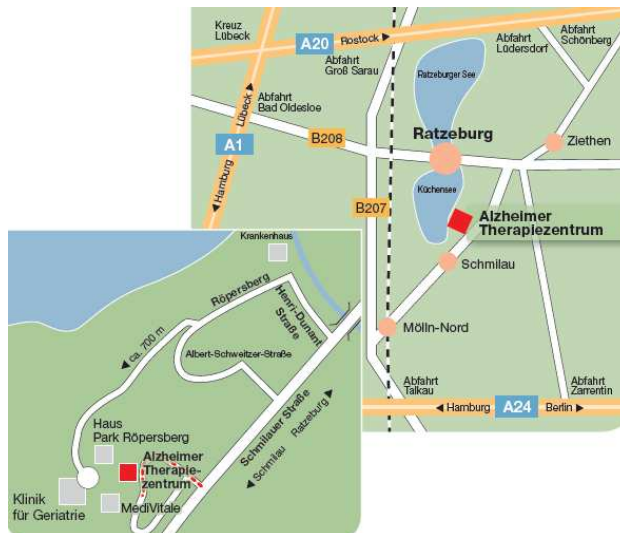 Kreuz
Lübeck
A20
Rostock
Abfahrt
Groß Sarau
Abfahrt
Lüdersdorf
Abfahrt
Schönberg
Ratzeburger See
Lübeck
Abfahrt
Bad Oldesloe
A1
Hamburg
B208
Ratzeburg
Ziethen
Küchensee
B207
Alzheimer
Therapiezentrum
Schmilau
Mölln-Nord
Abfahrt
Talkau
Abfahrt
Zarrentin
Hamburg
A24
Berlin
Krankenhaus
Röpersberg
Henri-Dunant
Straße
ca. 700 m
Albert-Schweitzer-Straße
Schmilauer Straße
Ratzeburg
Schmilau
Haus
Park Röpersberg
Alzheimer
Therapie-
zentrum
Klinik
für Geriatrie
MediVitale